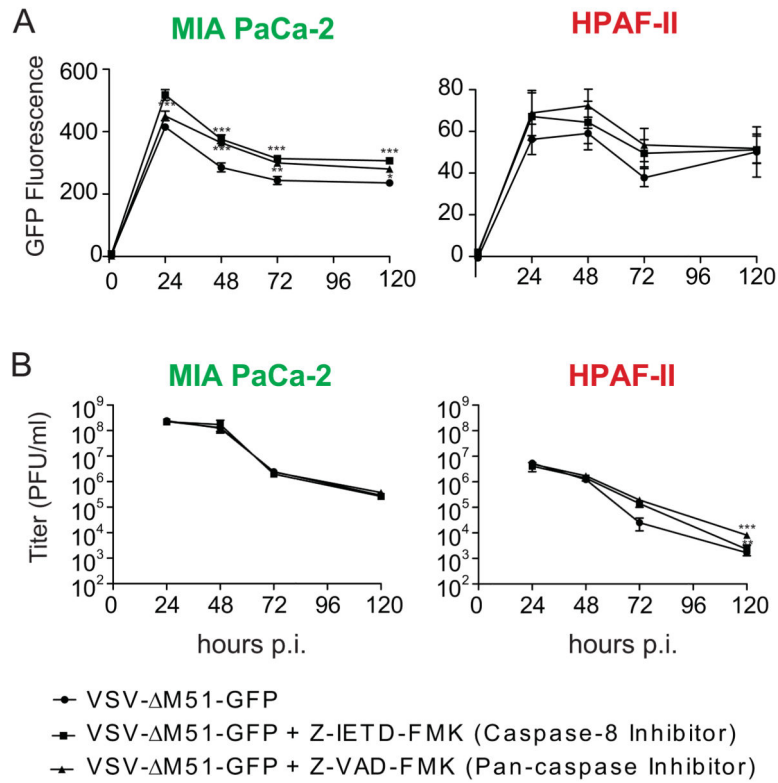 A
MIA PaCa-2
HPAF-II
GFP Fluorescence
600
400
200
0
***
***
***
***
***
**
*
0 24 48 72 96 120
80
60
40
20
0
24 48 72 96 120
B
MIA PaCa-2
HPAF-II
Titer (PFU/ml)
10⁹
10⁸
10⁷
10⁶
10⁵
10⁴
10³
10²
0 24 48 72 96 120
hours p.i.
10⁹
10⁸
10⁷
10⁶
10⁵
10⁴
10³
10²
***
**
0 24 48 72 96 120
hours p.i.
VSV-ΔM51-GFP
VSV-ΔM51-GFP + Z-IETD-FMK (Caspase-8 Inhibitor)
VSV-ΔM51-GFP + Z-VAD-FMK (Pan-caspase Inhibitor)